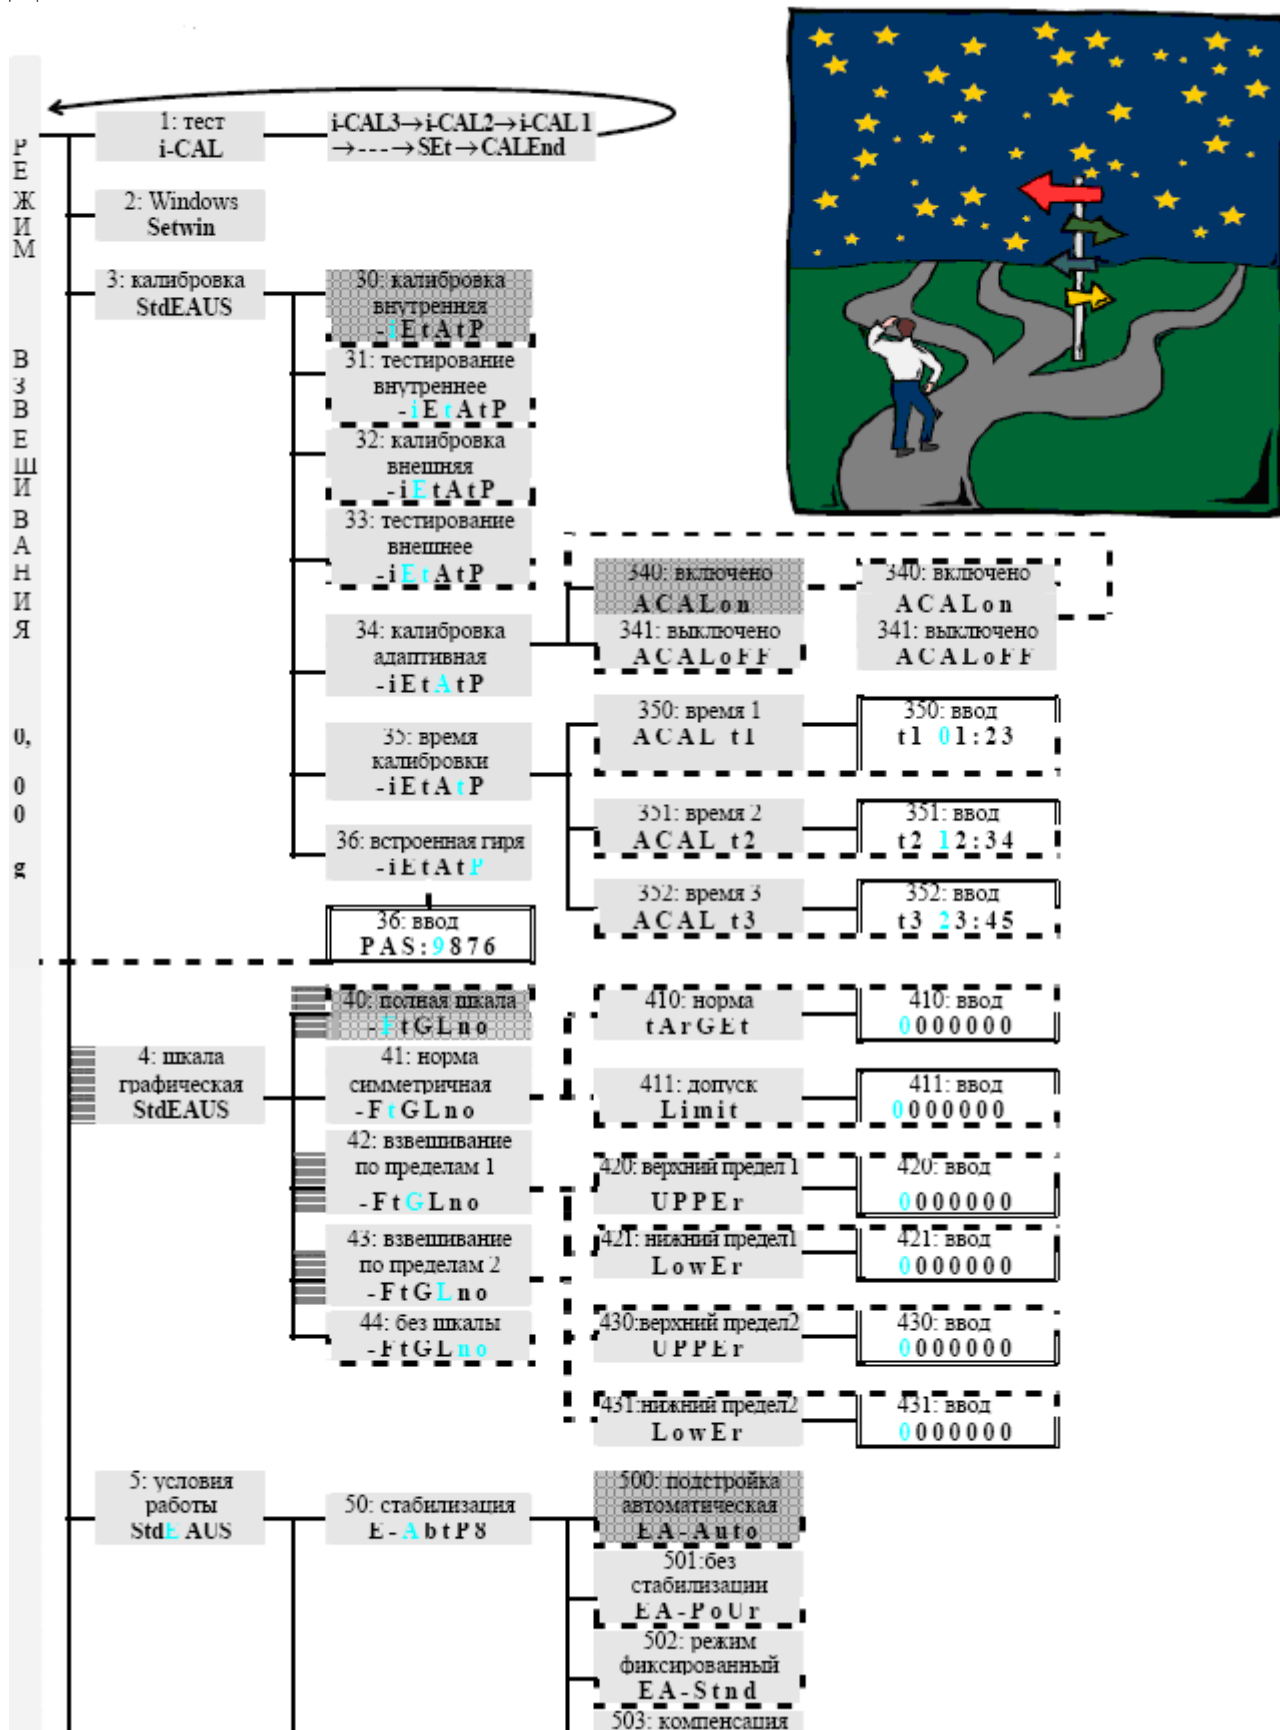 РЕЖИМ ВЗВЕШИВАНИЯ 0,00 g
1: тест
i-CAL
i-CAL3→i-CAL2→i-CAL1
→---→SEt→CALEnd
2: Windows
Setwin
3: калибровка
StdEAUS
30: калибровка
внутренняя
-iEtAtP
31: тестирование
внутреннее
-iEtAtP
32: калибровка
внешняя
-iEtAtP
33: тестирование
внешнее
-iEtAtP
34: калибровка
адаптивная
-iEtAtP
340: включено
ACALon
341: выключено
ACALoFF
340: включено
ACALon
341: выключено
ACALoFF
35: время
калибровки
-iEtAtP
350: время 1
ACAL t1
350: ввод
t1 01:23
351: время 2
ACAL t2
351: ввод
t2 12:34
352: время 3
ACAL t3
352: ввод
t3 23:45
36: встроенная гиря
-iEtAtP
36: ввод
PAS:9876
4: шкала
графическая
StdEAUS
40: полная шкала
-FtGLno
41: норма
симметричная
-FtGLno
410: норма
tArGEt
410: ввод
0000000
411: допуск
Limit
411: ввод
0000000
42: взвешивание
по пределам 1
-FtGLno
420: верхний предел 1
UPPEr
420: ввод
0000000
421: нижний предел1
LowEr
421: ввод
0000000
43: взвешивание
по пределам 2
-FtGLno
430:верхний предел2
UPPEr
430: ввод
0000000
431:нижний предел2
LowEr
431: ввод
0000000
44: без шкалы
-FtGLno
5: условия
работы
StdEAUS
50: стабилизация
E-AbtP8
500: подстройка
автоматическая
EA-Auto
501:без
стабилизации
EA-PoUr
502: режим
фиксированный
EA-Stnd
503: компенсация